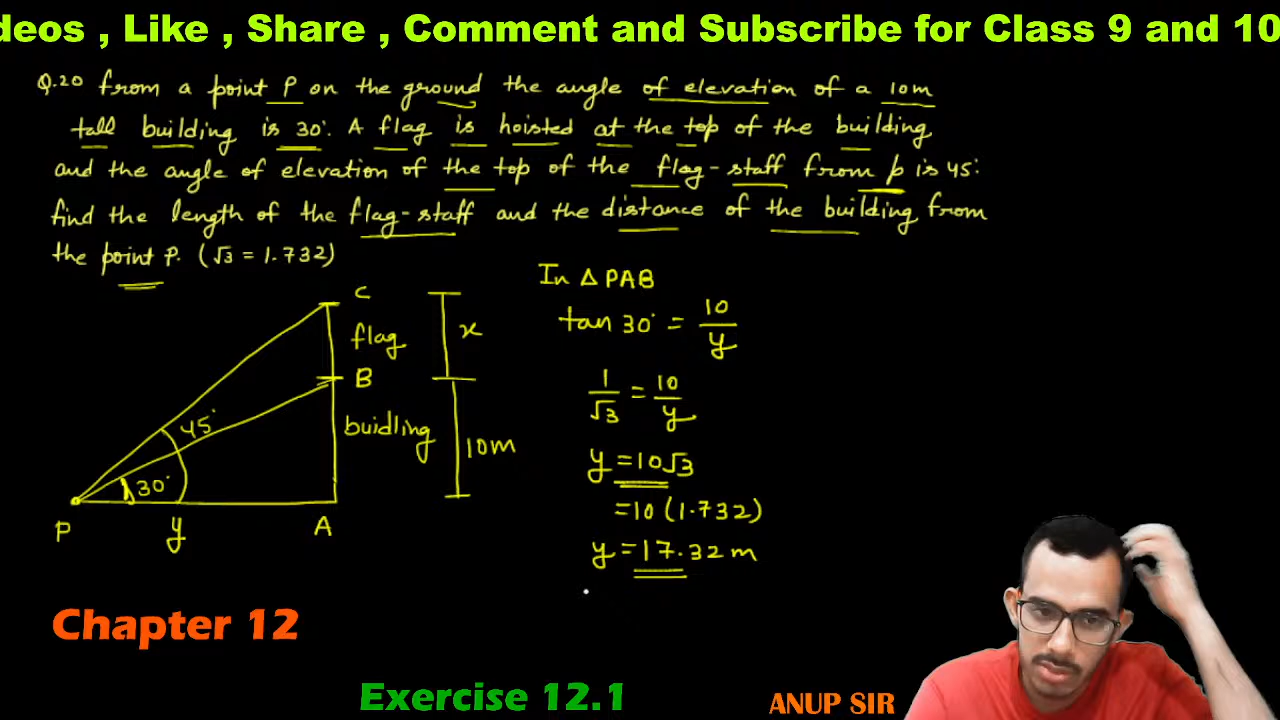 deos , Like , Share , Comment and Subscribe for Class 9 and 10
Q.20 from a point P on the ground the angle of elevation of a 10m
tall building is 30°. A flag is hoisted at the top of the building
and the angle of elevation of the top of the flag-staff from p is 45°.
find the length of the flag-staff and the distance of the building from
the point P. (√3 = 1.732)
C
flag
x
B
45°
buidling
10m
30°
P
y
A
In △ PAB
tan 30° = 10/y
1/√3 = 10/y
y = 10√3
= 10 (1.732)
y = 17.32 m
Chapter 12
Exercise 12.1
ANUP SIR